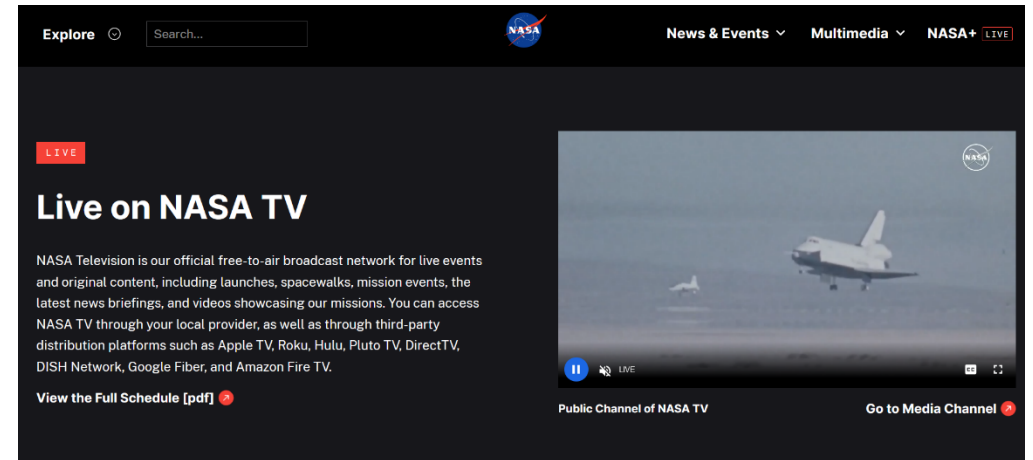 Explore
Search...
NASA
News & Events
Multimedia
NASA+ LIVE
LIVE
Live on NASA TV
NASA Television is our official free-to-air broadcast network for live events
and original content, including launches, spacewalks, mission events, the
latest news briefings, and videos showcasing our missions. You can access
NASA TV through your local provider, as well as through third-party
distribution platforms such as Apple TV, Roku, Hulu, Pluto TV, DirectTV,
DISH Network, Google Fiber, and Amazon Fire TV.
View the Full Schedule [pdf]
NASA
LIVE
CC
Public Channel of NASA TV
Go to Media Channel